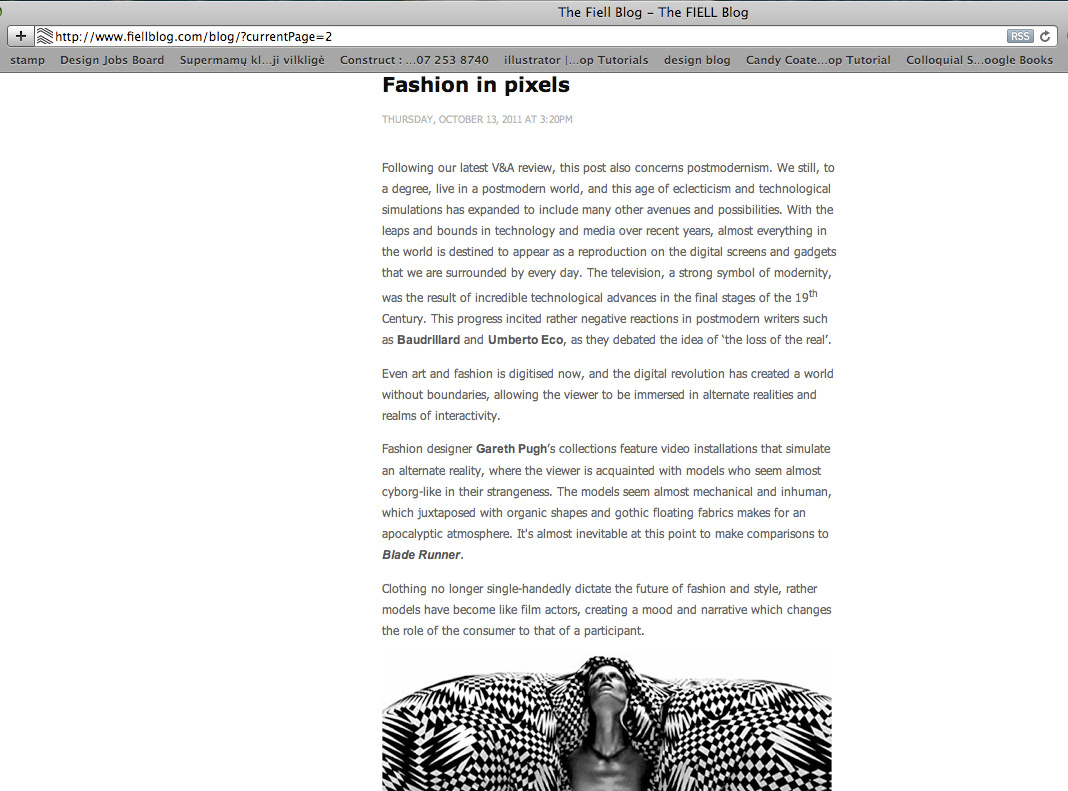 The Fiell Blog – The FIELL Blog
+ http://www.fiellblog.com/blog/?currentPage=2 RSS
stamp Design Jobs Board Supermamų kl...ji vilkligė Construct : ...07 253 8740 illustrator |...op Tutorials design blog Candy Coate...op Tutorial Colloquial S...oogle Books
Fashion in pixels
THURSDAY, OCTOBER 13, 2011 AT 3:20PM
Following our latest V&A review, this post also concerns postmodernism. We still, to
a degree, live in a postmodern world, and this age of eclecticism and technological
simulations has expanded to include many other avenues and possibilities. With the
leaps and bounds in technology and media over recent years, almost everything in
the world is destined to appear as a reproduction on the digital screens and gadgets
that we are surrounded by every day. The television, a strong symbol of modernity,
was the result of incredible technological advances in the final stages of the 19th
Century. This progress incited rather negative reactions in postmodern writers such
as Baudrillard and Umberto Eco, as they debated the idea of ‘the loss of the real’.
Even art and fashion is digitised now, and the digital revolution has created a world
without boundaries, allowing the viewer to be immersed in alternate realities and
realms of interactivity.
Fashion designer Gareth Pugh’s collections feature video installations that simulate
an alternate reality, where the viewer is acquainted with models who seem almost
cyborg-like in their strangeness. The models seem almost mechanical and inhuman,
which juxtaposed with organic shapes and gothic floating fabrics makes for an
apocalyptic atmosphere. It's almost inevitable at this point to make comparisons to
Blade Runner.
Clothing no longer single-handedly dictate the future of fashion and style, rather
models have become like film actors, creating a mood and narrative which changes
the role of the consumer to that of a participant.